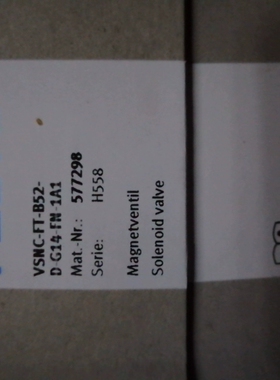 VSNC-FT-B52-
D-G14-FN-1A1
Mat.-Nr.: 577298
Serie: H558
Magnetventil
Solenoid valve